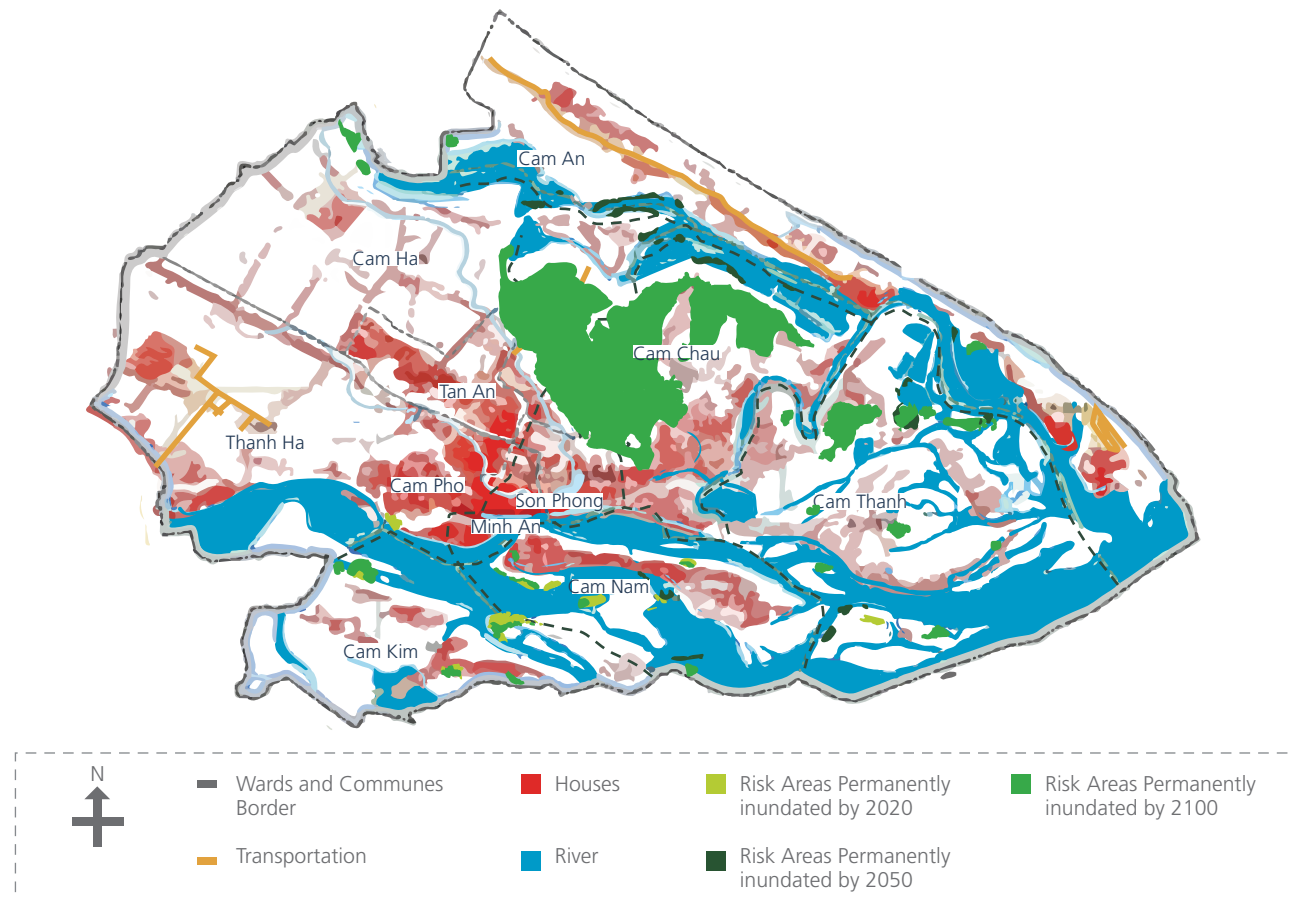 Cam An
Cam Ha
Cam Chau
Tan An
Thanh Ha
Cam Pho
Son Phong
Cam Thanh
Minh An
Cam Nam
Cam Kim
N
Wards and Communes
Border
Transportation
Houses
River
Risk Areas Permanently
inundated by 2020
Risk Areas Permanently
inundated by 2050
Risk Areas Permanently
inundated by 2100